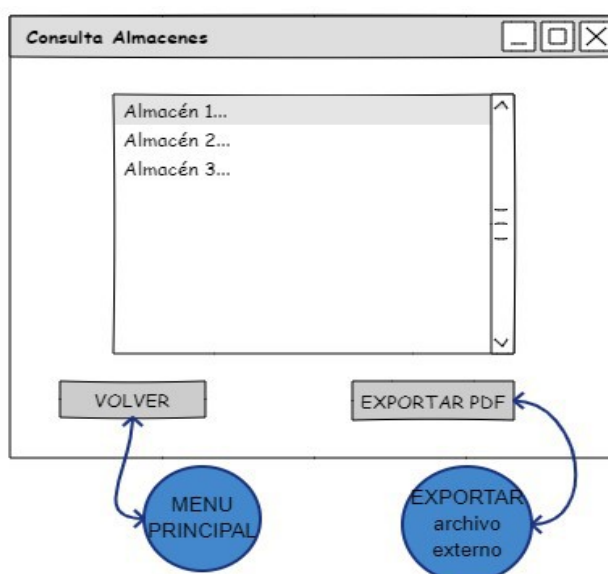 Consulta Almacenes
Almacén 1...
Almacén 2...
Almacén 3...
VOLVER
EXPORTAR PDF
MENU
PRINCIPAL
EXPORTAR
archivo
externo